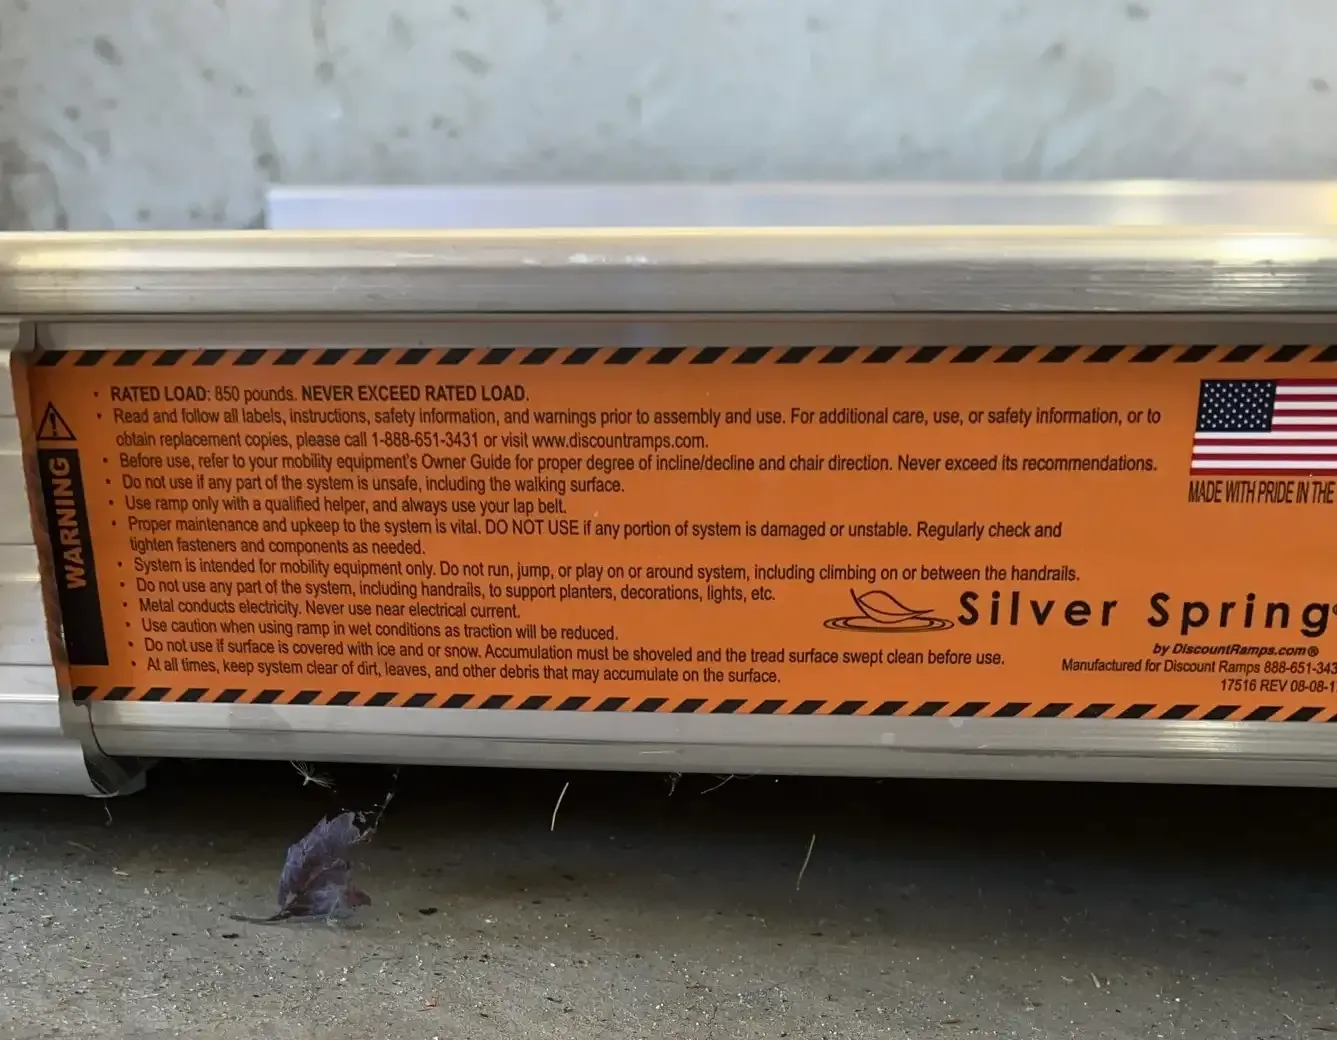 WARNING
• RATED LOAD: 850 pounds. NEVER EXCEED RATED LOAD.
• Read and follow all labels, instructions, safety information, and warnings prior to assembly and use. For additional care, use, or safety information, or to
obtain replacement copies, please call 1-888-651-3431 or visit www.discountramps.com.
• Before use, refer to your mobility equipment's Owner Guide for proper degree of incline/decline and chair direction. Never exceed its recommendations.
• Do not use if any part of the system is unsafe, including the walking surface.
• Use ramp only with a qualified helper, and always use your lap belt.
• Proper maintenance and upkeep to the system is vital. DO NOT USE if any portion of system is damaged or unstable. Regularly check and
tighten fasteners and components as needed.
• System is intended for mobility equipment only. Do not run, jump, or play on or around system, including climbing on or between the handrails.
• Do not use any part of the system, including handrails, to support planters, decorations, lights, etc.
• Metal conducts electricity. Never use near electrical current.
• Use caution when using ramp in wet conditions as traction will be reduced.
• Do not use if surface is covered with ice and or snow. Accumulation must be shoveled and the tread surface swept clean before use.
• At all times, keep system clear of dirt, leaves, and other debris that may accumulate on the surface.
MADE WITH PRIDE IN THE
Silver Spring®
by DiscountRamps.com®
Manufactured for Discount Ramps 888-651-343
17516 REV 08-08-1